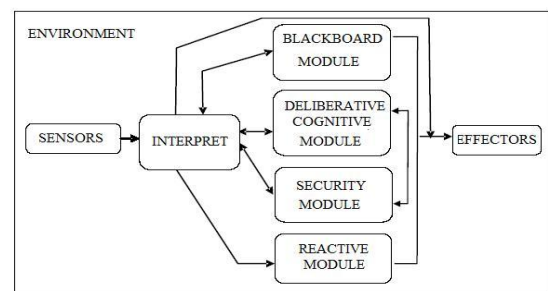 ENVIRONMENT
BLACKBOARD
MODULE
DELIBERATIVE
COGNITIVE
MODULE
SENSORS
INTERPRET
EFFECTORS
SECURITY
MODULE
REACTIVE
MODULE